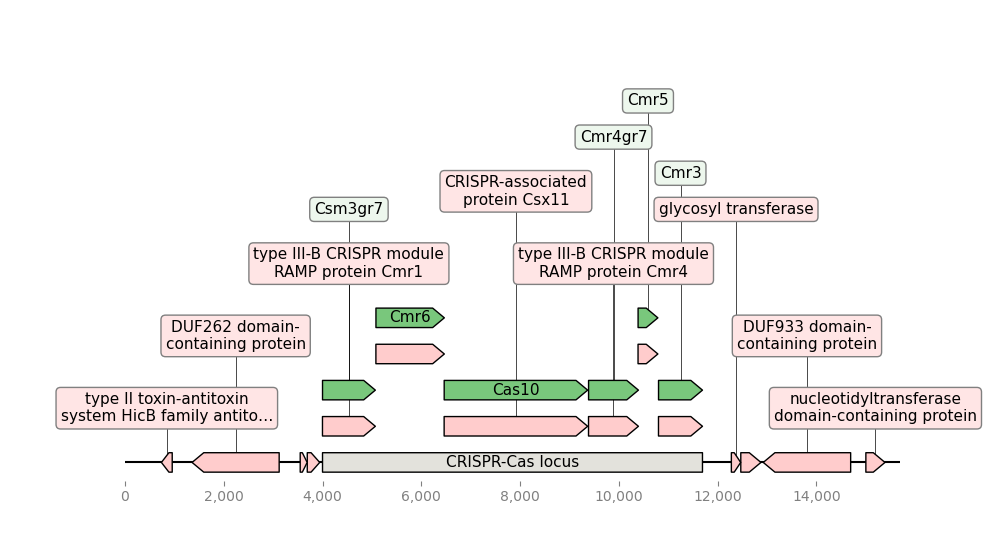 Cmr5
Cmr4gr7
Cmr3
CRISPR-associated
protein Csx11
Csm3gr7
glycosyl transferase
type III-B CRISPR module
RAMP protein Cmr1
type III-B CRISPR module
RAMP protein Cmr4
Cmr6
DUF262 domain-
containing protein
DUF933 domain-
containing protein
Cas10
type II toxin-antitoxin
system HicB family antito...
nucleotidyltransferase
domain-containing protein
CRISPR-Cas locus
0 2,000 4,000 6,000 8,000 10,000 12,000 14,000